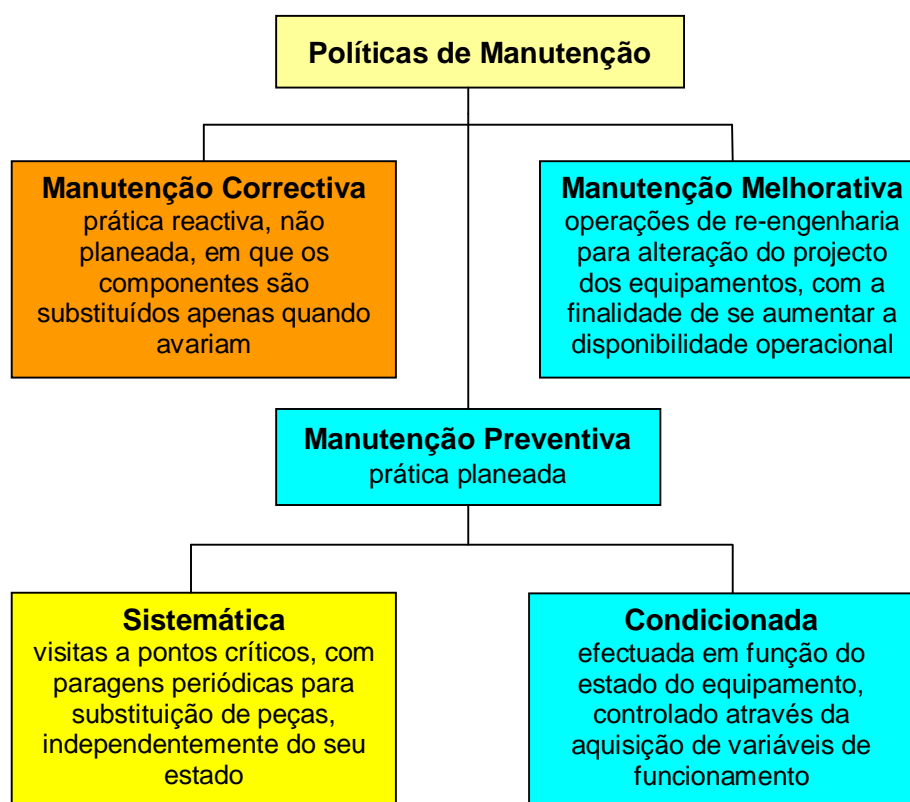 Políticas de Manutenção
Manutenção Correctiva
prática reactiva, não
planeada, em que os
componentes são
substituídos apenas quando
avariam
Manutenção Melhorativa
operações de re-engenharia
para alteração do projecto
dos equipamentos, com a
finalidade de se aumentar a
disponibilidade operacional
Manutenção Preventiva
prática planeada
Sistemática
visitas a pontos críticos, com
paragens periódicas para
substituição de peças,
independentemente do seu
estado
Condicionada
efectuada em função do
estado do equipamento,
controlado através da
aquisição de variáveis de
funcionamento